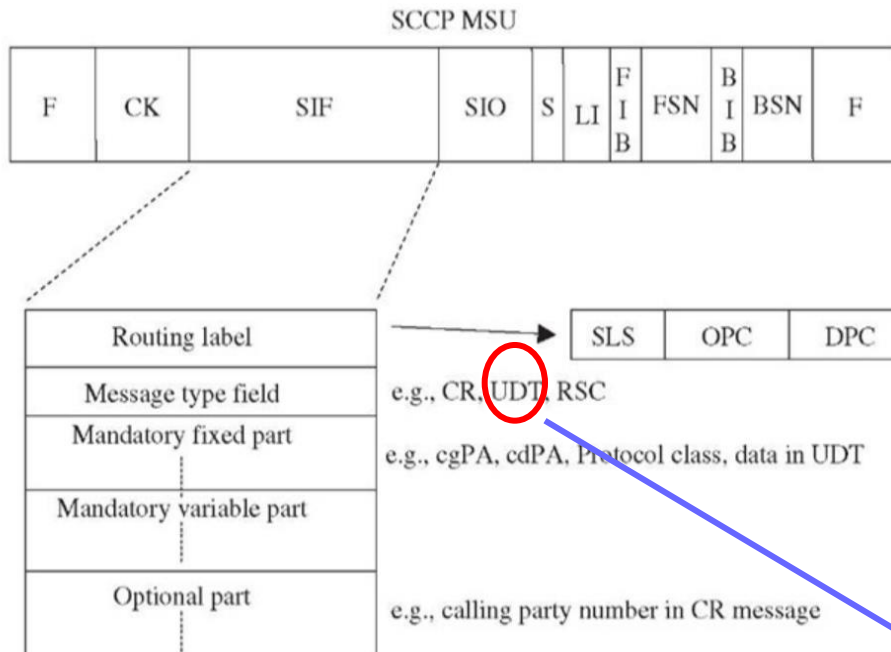 SCCP MSU
F CK SIF SIO S LI FIB FSN BIB BSN F
Routing label
SLS OPC DPC
Message type field
e.g., CR, UDT, RSC
Mandatory fixed part
e.g., cgPA, cdPA, Protocol class, data in UDT
Mandatory variable part
Optional part
e.g., calling party number in CR message